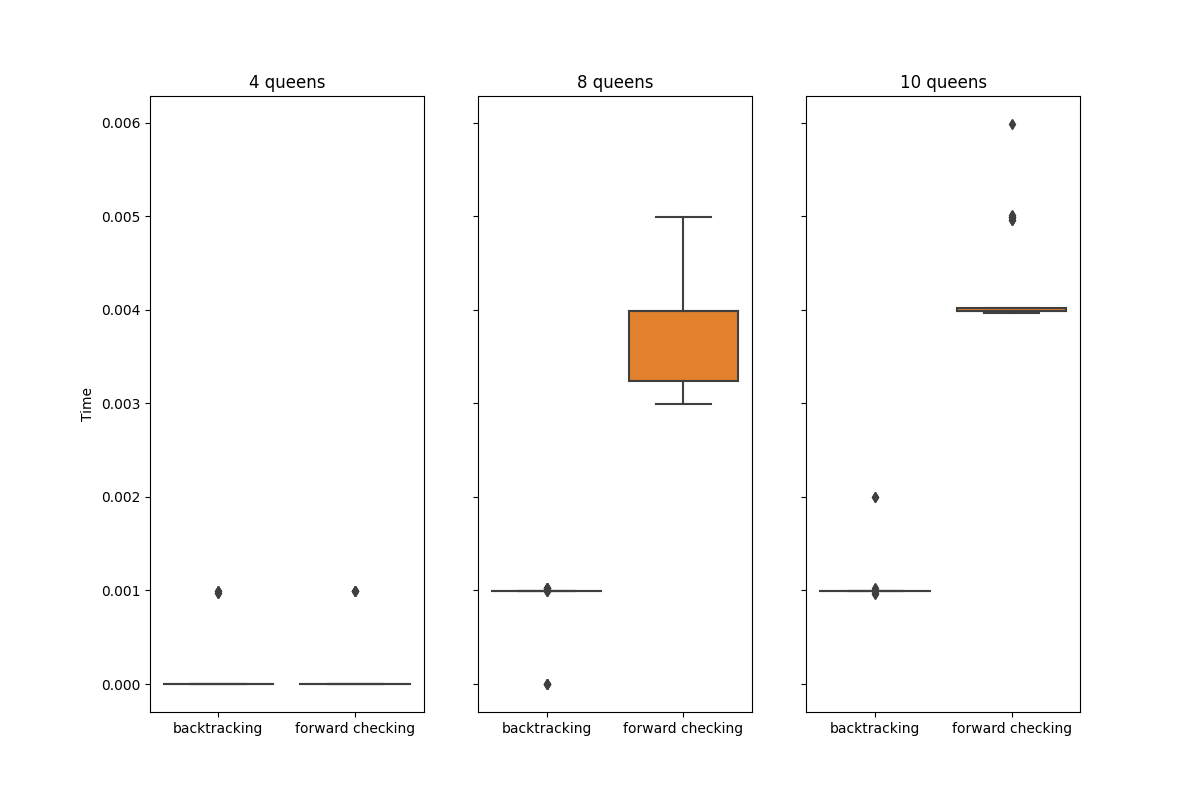 4 queens
8 queens
10 queens
Time
0.006
0.005
0.004
0.003
0.002
0.001
0.000
backtracking
forward checking
backtracking
forward checking
backtracking
forward checking